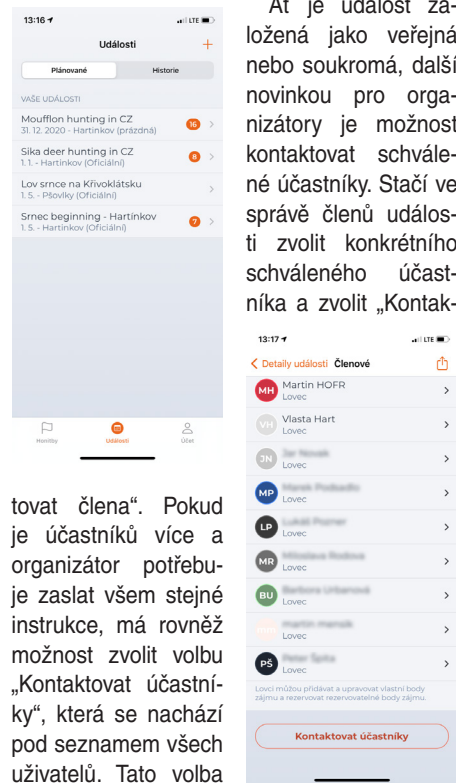 13:16
LTE
Události
+
Plánované Historie
VAŠE UDÁLOSTI
Moufflon hunting in CZ
31. 12. 2020 - Hartinkov (prázdná)
16
Sika deer hunting in CZ
1. 1. - Hartinkov (Oficiální)
8
Lov srnce na Křivoklátsku
1. 5. - Pšovlky (Oficiální)
Srnec beginning - Hartínkov
1. 5. - Hartinkov (Oficiální)
7
Honitby Události Účet
tovat člena“. Pokud
je účastníků více a
organizátor potřebu-
je zaslat všem stejné
instrukce, má rovněž
možnost zvolit volbu
„Kontaktovat účastní-
ky“, která se nachází
pod seznamem všech
uživatelů. Tato volba
Ať je událost za-
ložená jako veřejná
nebo soukromá, další
novinkou pro orga-
nizátory je možnost
kontaktovat schvále-
né účastníky. Stačí ve
správě členů událos-
ti zvolit konkrétního
schváleného účast-
níka a zvolit „Kontak-
13:17
LTE
Detaily události Členové
MH Martin HOFR
Lovec
VH Vlasta Hart
Lovec
JN
Lovec
MP
Lovec
LP
Lovec
MR
Lovec
BU
Lovec
MM
Lovec
PŠ
Lovec
Lovci můžou přidávat a upravovat vlastní body
zájmu a rezervovat rezervovatelné body zájmu.
Kontaktovat účastníky